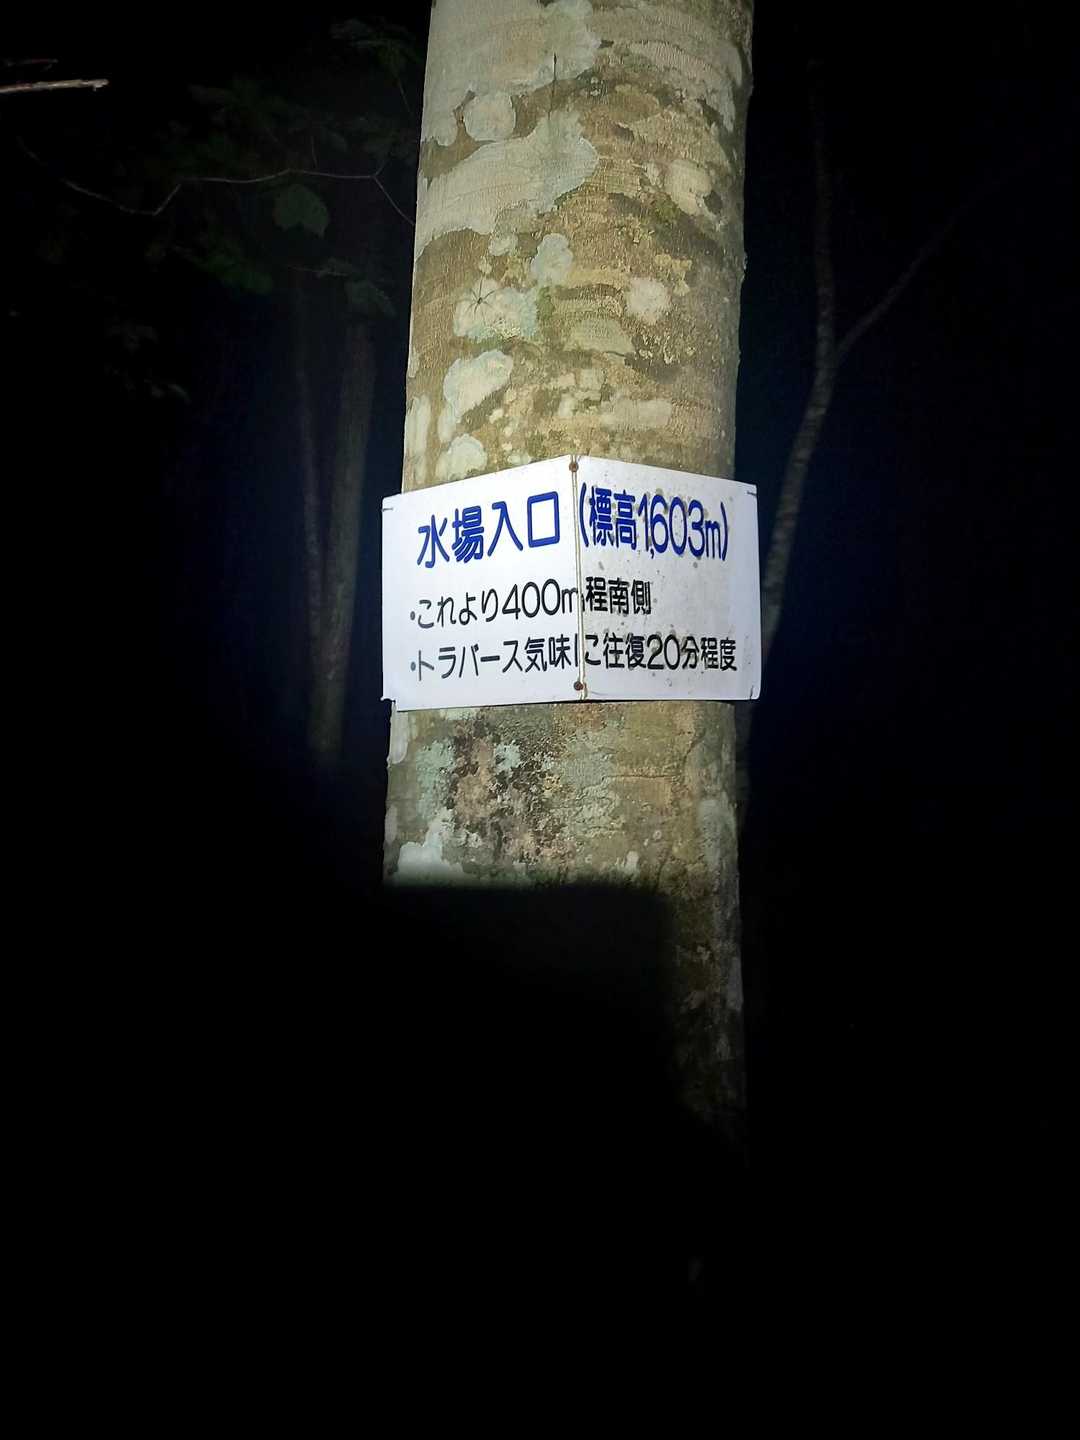 水場入口(標高1,603m)
・これより400m程南側
・トラバース気味に往復20分程度